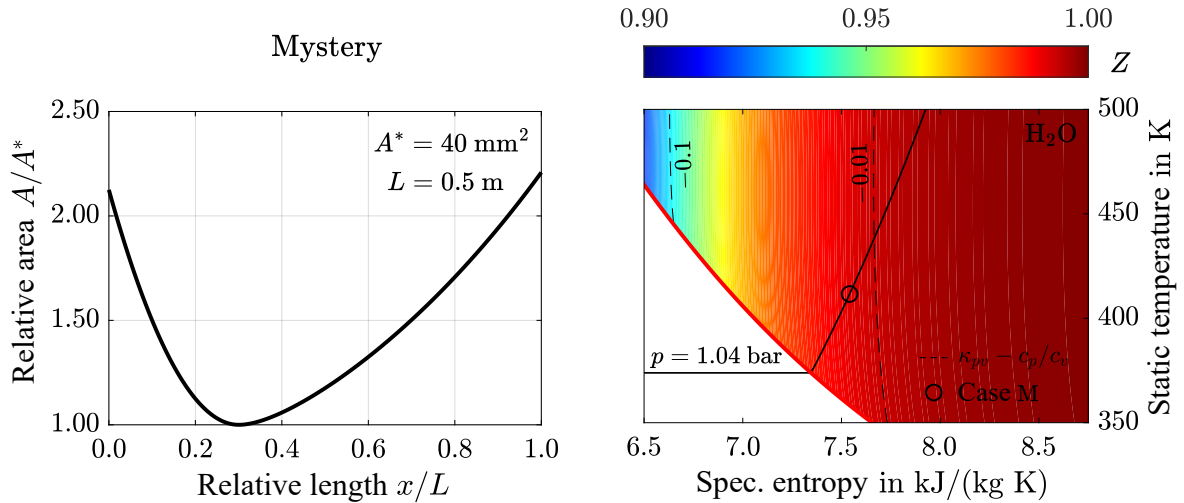 Mystery
2.50
2.00
1.50
1.00
Relative area A/A*
A* = 40 mm²
L = 0.5 m
0.0 0.2 0.4 0.6 0.8 1.0
Relative length x/L
0.90 0.95 1.00
Z
500
450
400
350
Static temperature in K
H₂O
−0.1
−0.01
p = 1.04 bar
κₚᵥ − cₚ/cᵥ
Case M
6.5 7.0 7.5 8.0 8.5
Spec. entropy in kJ/(kg K)